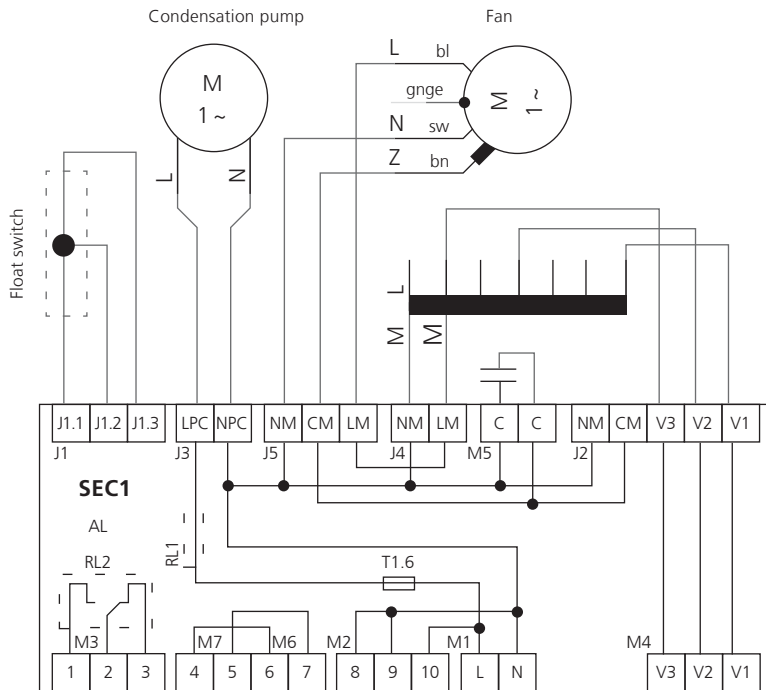 Condensation pump
Fan
L bl
gnge
N sw
Z bn
M
1 ~
M
1 ~
L
N
Float switch
L
M
M
J1.1 J1.2 J1.3 LPC NPC NM CM LM NM LM C C NM CM V3 V2 V1
J1 J3 J5 J4 M5 J2
SEC1
AL
RL2
RL1
T1.6
M3 M7 M6 M2 M1 M4
1 2 3 4 5 6 7 8 9 10 L N V3 V2 V1